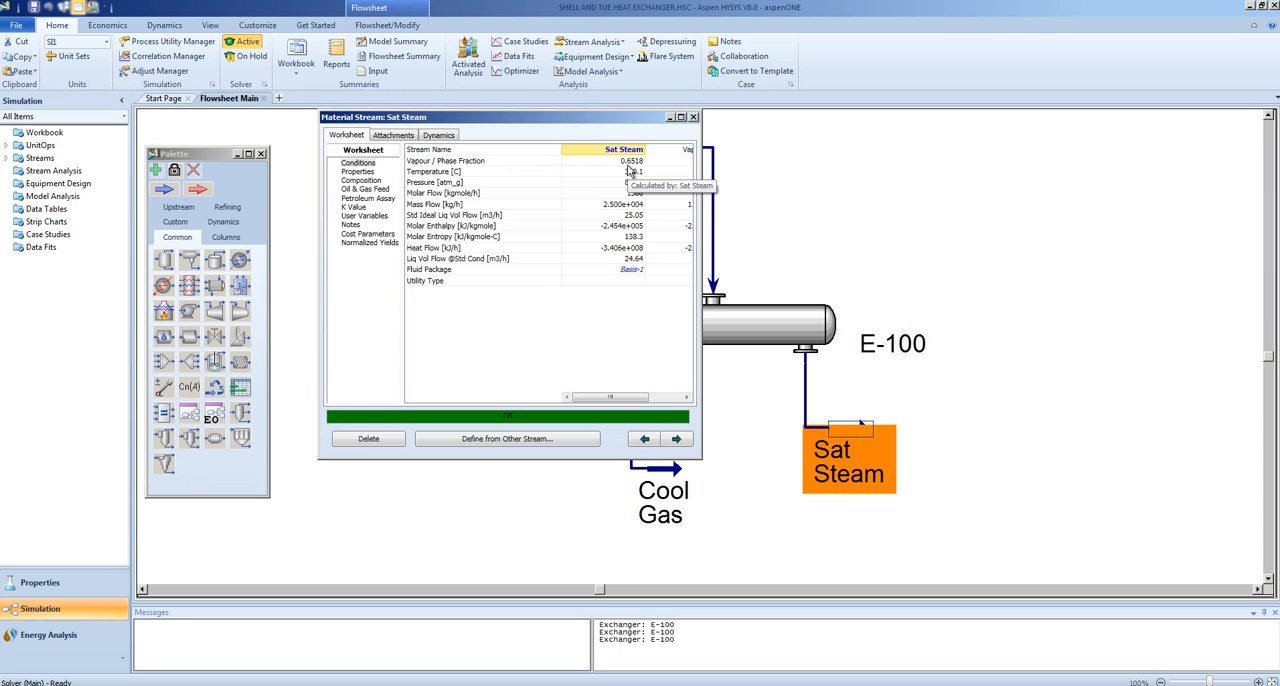 Flowsheet
SHELL AND TUE HEAT EXCHANGER.HSC - Aspen HYSYS V8.0 - aspenONE
File
Home
Economics
Dynamics
View
Customize
Get Started
Flowsheet/Modify
Cut
Copy
Paste
Clipboard
SI1
Unit Sets
Units
Process Utility Manager
Correlation Manager
Adjust Manager
Simulation
Active
On Hold
Solver
Workbook
Reports
Model Summary
Flowsheet Summary
Input
Summaries
Activated
Analysis
Case Studies
Data Fits
Optimizer
Stream Analysis
Equipment Design
Model Analysis
Depressuring
Flare System
Analysis
Notes
Collaboration
Convert to Template
Case
Simulation
All Items
Workbook
UnitOps
Streams
Stream Analysis
Equipment Design
Model Analysis
Data Tables
Strip Charts
Case Studies
Data Fits
Properties
Simulation
Energy Analysis
Start Page
Flowsheet Main
Palette
Upstream
Refining
Custom
Dynamics
Common
Columns
Cn(A)
EO
Material Stream: Sat Steam
Worksheet
Attachments
Dynamics
Worksheet
Conditions
Properties
Composition
Oil & Gas Feed
Petroleum Assay
K Value
User Variables
Notes
Cost Parameters
Normalized Yields
Stream Name Sat Steam Vap
Vapour / Phase Fraction 0.6518
Temperature [C]
Pressure [atm_g]
Calculated by: Sat Steam
Molar Flow [kgmole/h]
Mass Flow [kg/h] 2.500e+004
Std Ideal Liq Vol Flow [m3/h] 25.05
Molar Enthalpy [kJ/kgmole] -2.454e+005
Molar Entropy [kJ/kgmole-C] 138.3
Heat Flow [kJ/h] -3.406e+008
Liq Vol Flow @Std Cond [m3/h] 24.64
Fluid Package Basis-1
Utility Type
OK
Delete
Define from Other Stream...
E-100
Sat
Steam
Cool
Gas
Messages
Exchanger: E-100
Exchanger: E-100
Exchanger: E-100
Solver (Main) - Ready
100%